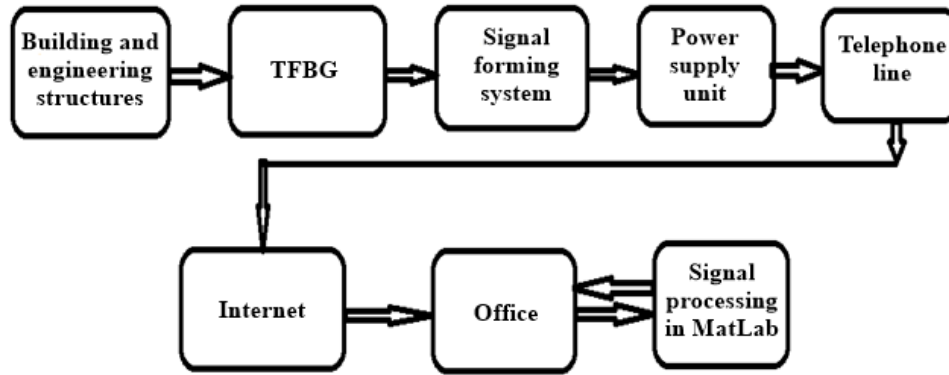 Building and
engineering
structures
TFBG
Signal
forming
system
Power
supply
unit
Telephone
line
Internet
Office
Signal
processing
in MatLab